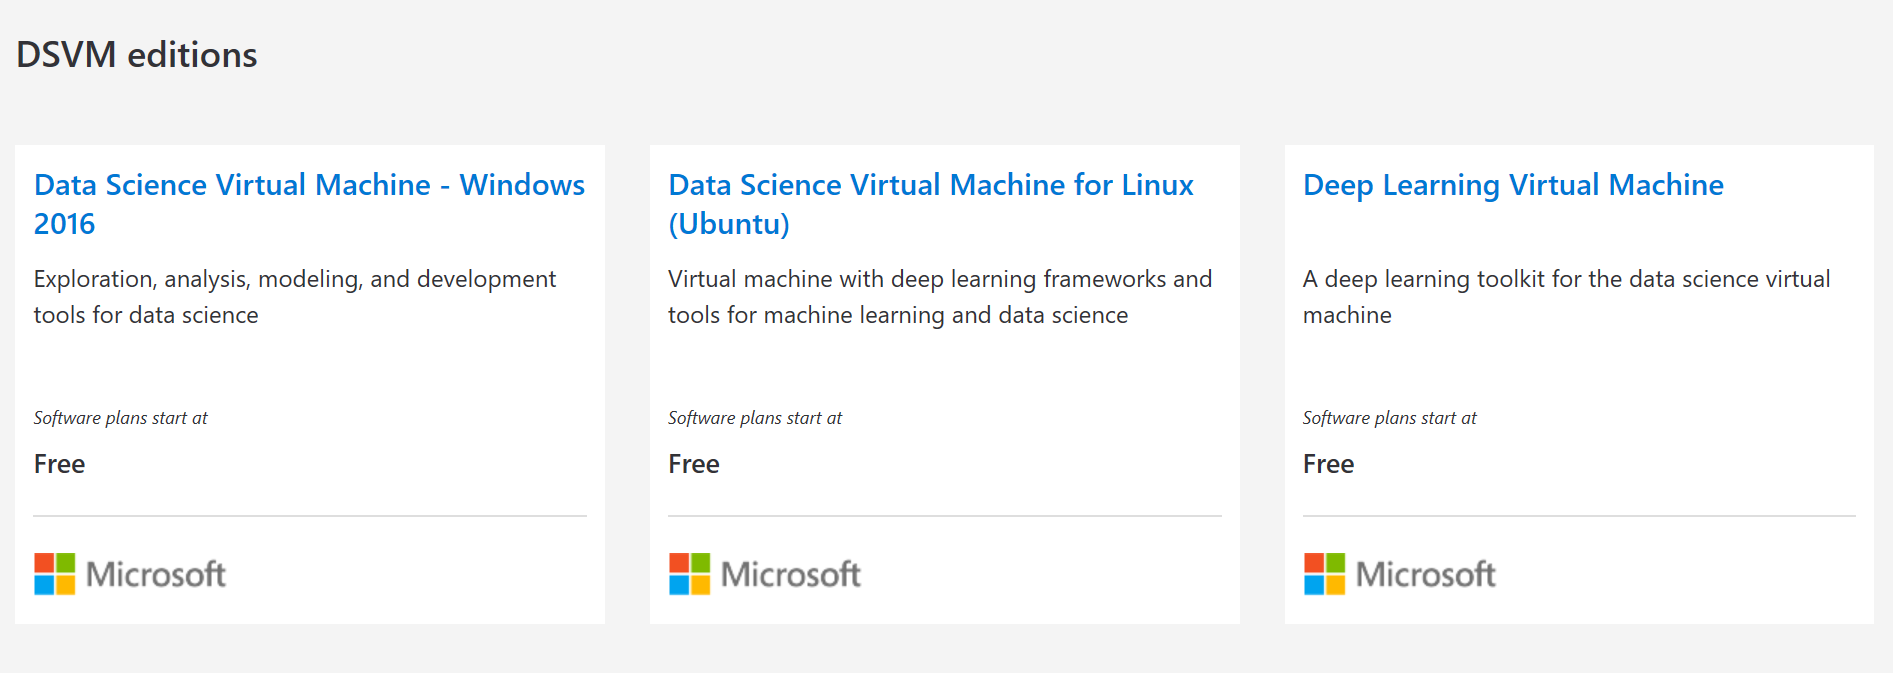 DSVM editions
Data Science Virtual Machine - Windows
2016
Exploration, analysis, modeling, and development
tools for data science
Software plans start at
Free
Microsoft
Data Science Virtual Machine for Linux
(Ubuntu)
Virtual machine with deep learning frameworks and
tools for machine learning and data science
Software plans start at
Free
Microsoft
Deep Learning Virtual Machine
A deep learning toolkit for the data science virtual
machine
Software plans start at
Free
Microsoft